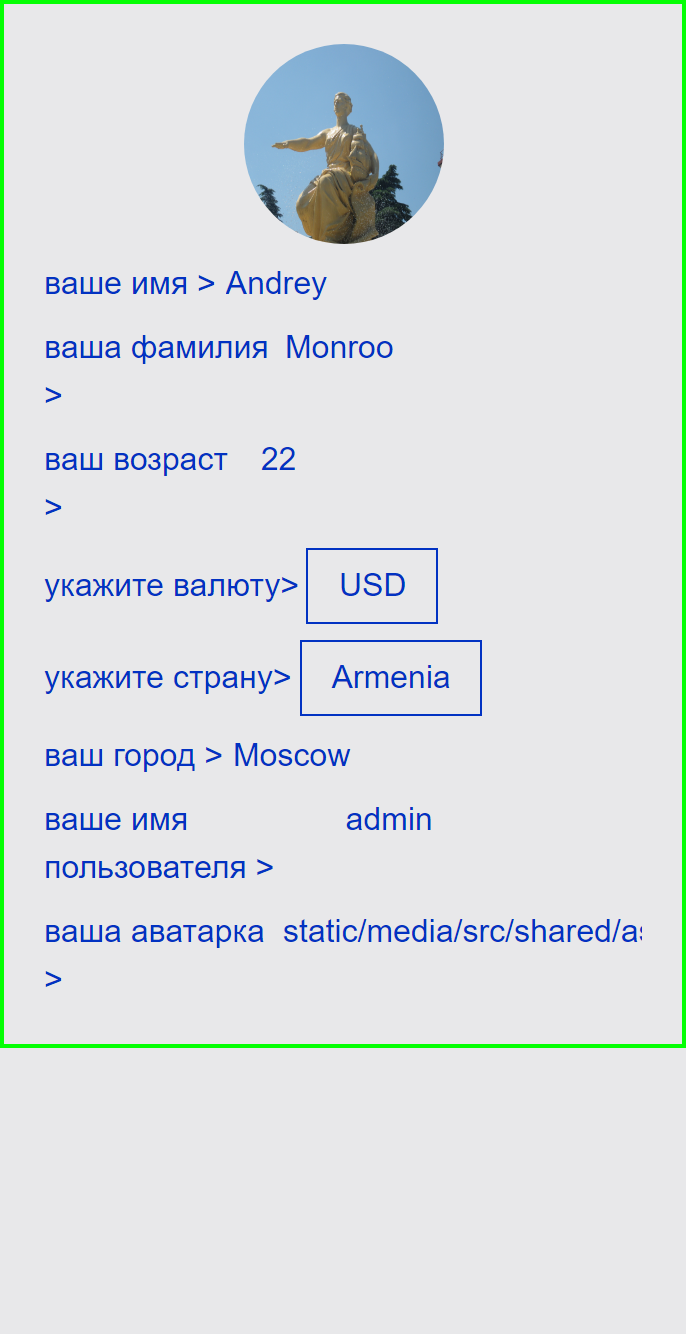 ваше имя > Andrey
ваша фамилия Monroo
>
ваш возраст 22
>
укажите валюту> USD
укажите страну> Armenia
ваш город > Moscow
ваше имя admin
пользователя >
ваша аватарка static/media/src/shared/as
>